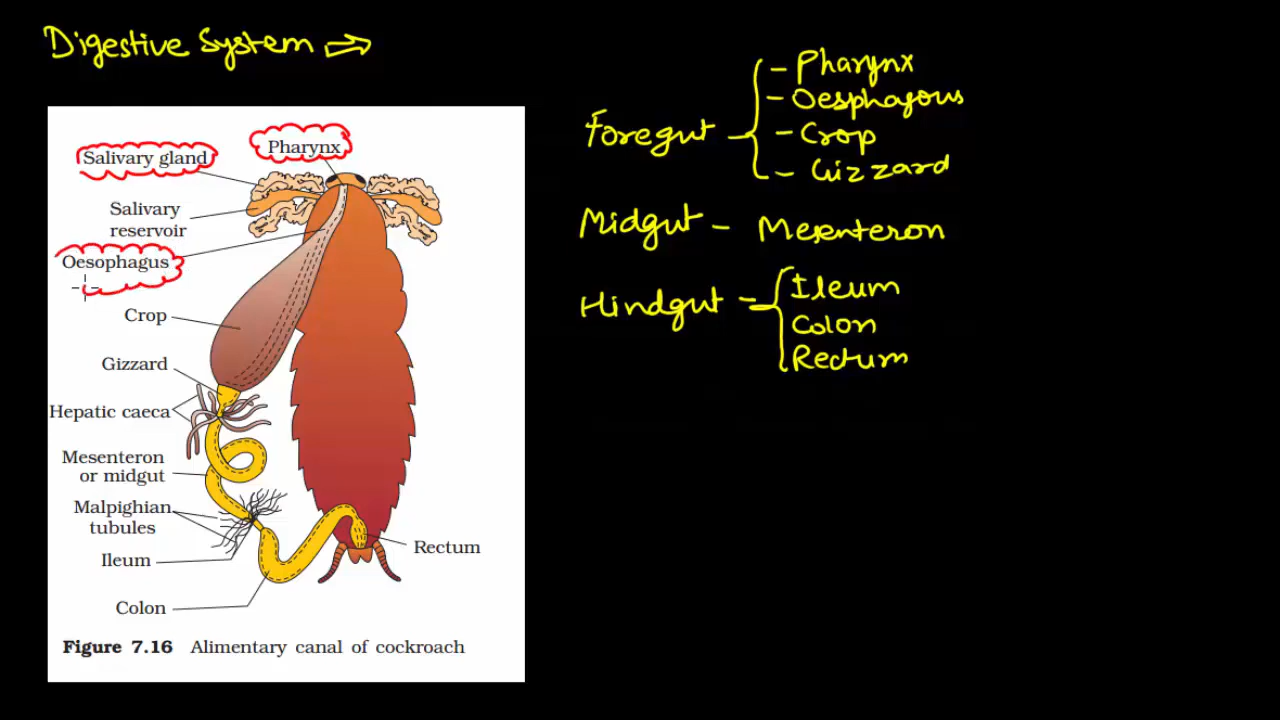 Digestive System ⇒
Salivary gland
Pharynx
Salivary
reservoir
Oesophagus
Crop
Gizzard
Hepatic caeca
Mesenteron
or midgut
Malpighian
tubules
Ileum
Colon
Rectum
Figure 7.16 Alimentary canal of cockroach
Foregut
- Pharynx
- Oesphagous
- Crop
- Gizzard
Midgut - Mesenteron
Hindgut -
Ileum
Colon
Rectum